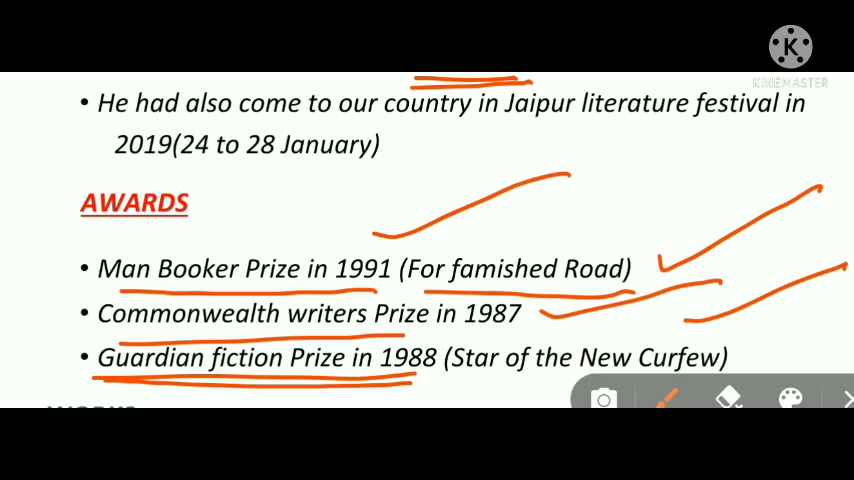 K
KINEMASTER
• He had also come to our country in Jaipur literature festival in
2019(24 to 28 January)
AWARDS
• Man Booker Prize in 1991 (For famished Road)
• Commonwealth writers Prize in 1987
• Guardian fiction Prize in 1988 (Star of the New Curfew)